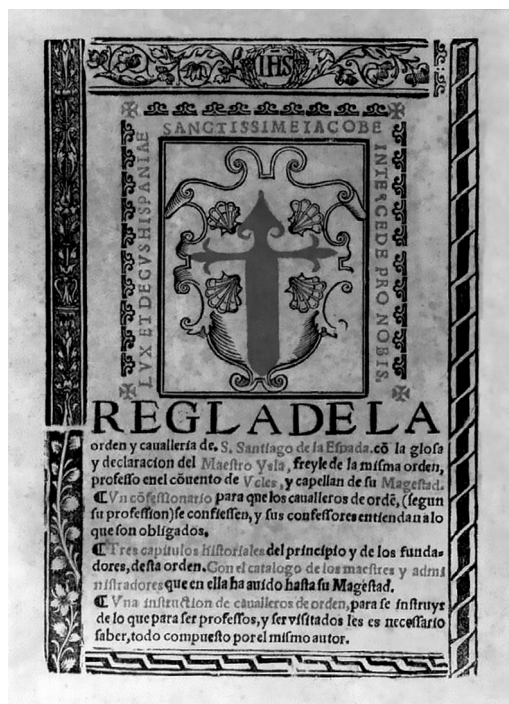 IHS
SANCTISSIME IACOBE
LVX ET DECVS HISPANIAE
INTERCEDE PRO NOBIS
REGLA DE LA
orden y cauallería de. S. Santiago de la Espada. cõ la glosa
y declaracion del Maestro Ysla, freyle de la misma orden,
professo enel cõuento de Vcles, y capellan de su Magestad.
¶ Vn cõfessionario para que los caualleros de ordẽ, (segun
su profession) se confiessen, y sus confessores entiendan a lo
que son obligados.
¶ Tres capitulos historiales del principio y de los funda-
dores, desta orden. Con el catalogo de los maestres y admi
nistradores que en ella ha auido hasta su Magestad.
¶ Vna instruction de caualleros de orden, para se instruyr
de lo que para ser professos, y ser visitados les es necessario
saber, todo compuesto por el mismo autor.